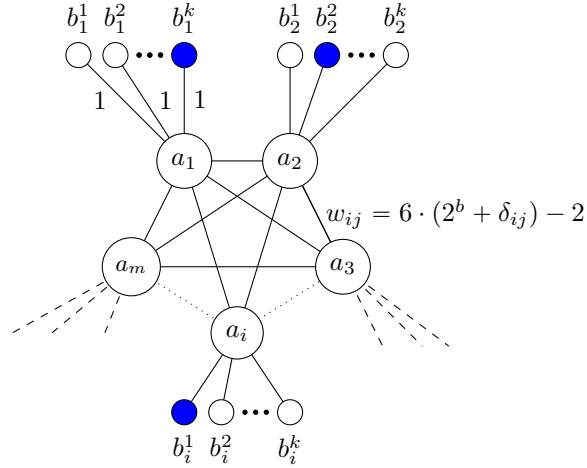 b_1^1 b_1^2 b_1^k b_2^1 b_2^2 b_2^k
1 1 1
a_1 a_2
w_{ij} = 6 · (2^b + δ_{ij}) − 2
a_m a_3
a_i
b_i^1 b_i^2 b_i^k